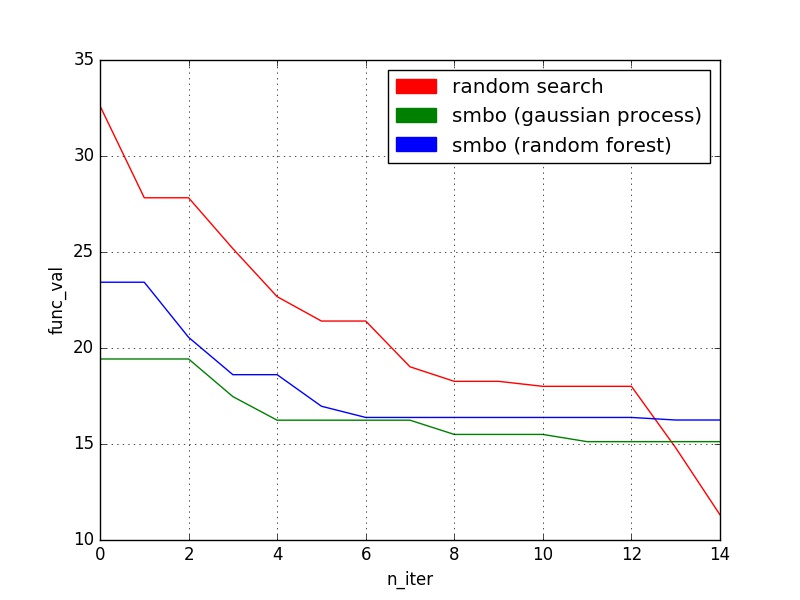 35
30
25
20
15
10
func_val
random search
smbo (gaussian process)
smbo (random forest)
0 2 4 6 8 10 12 14
n_iter